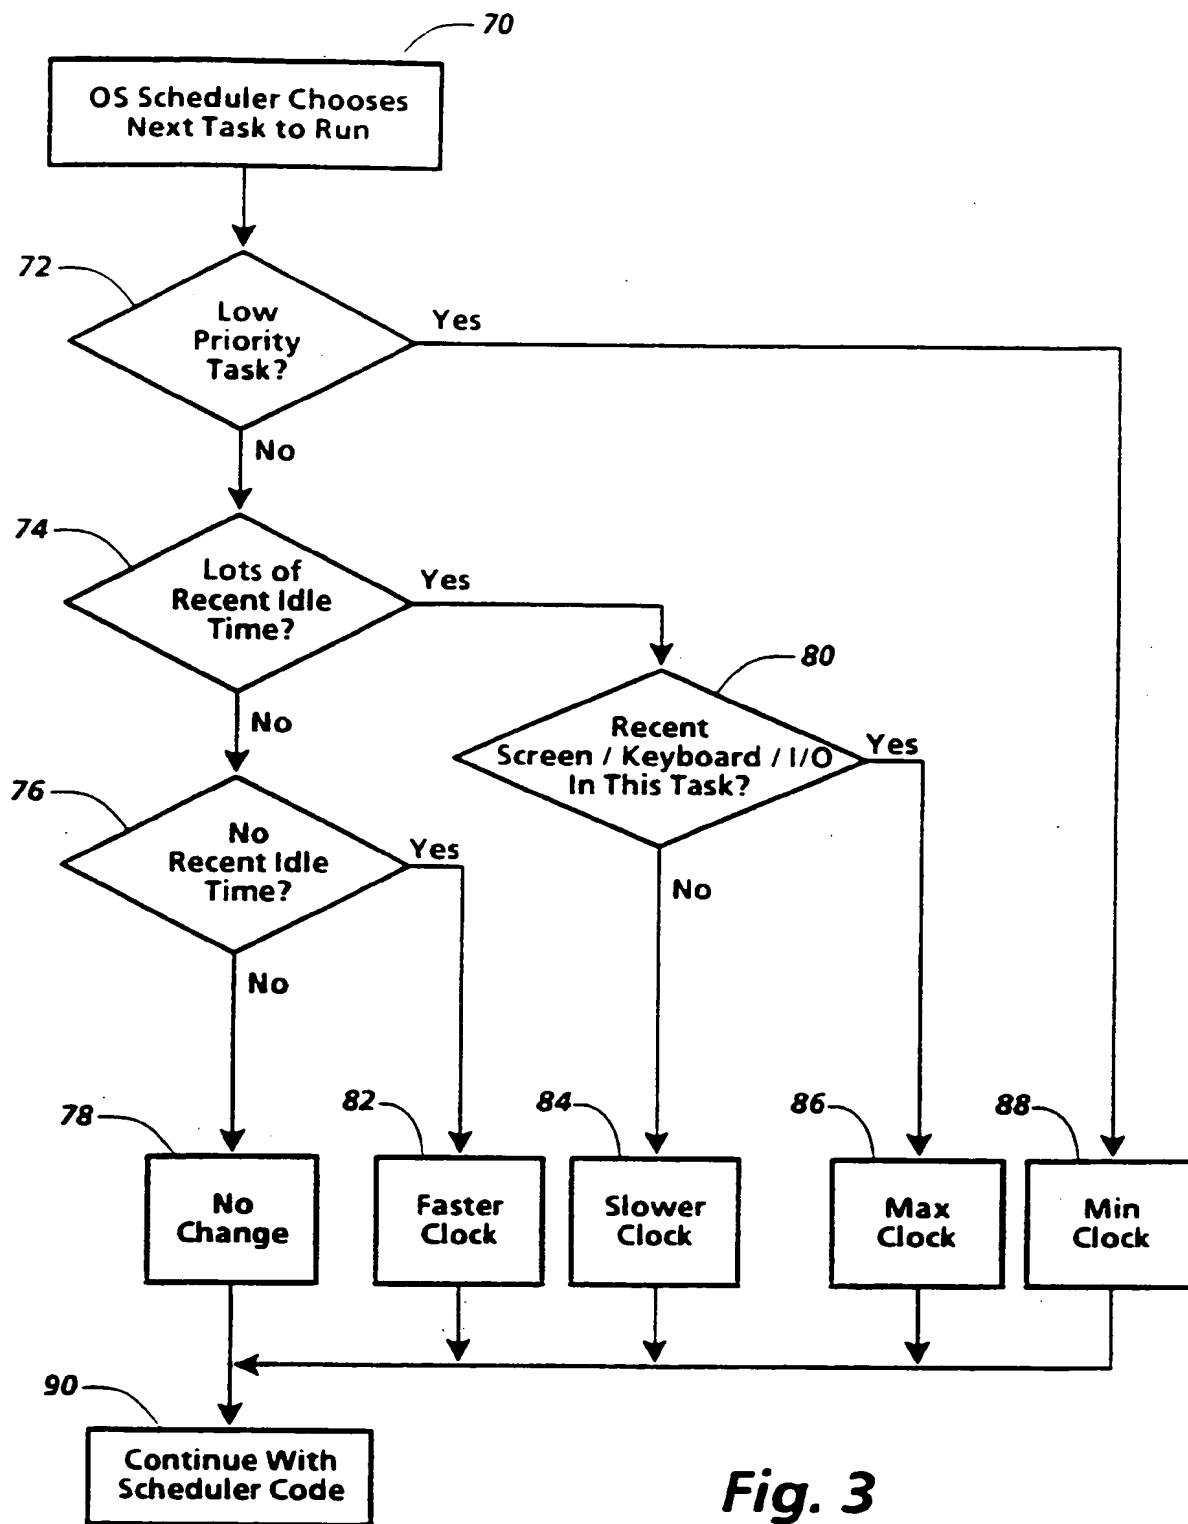 70
OS Scheduler Chooses
Next Task to Run
72
Low
Priority
Task?
Yes
No
74
Lots of
Recent Idle
Time?
Yes
No
80
Recent
Screen / Keyboard / I/O
In This Task?
Yes
No
76
No
Recent Idle
Time?
Yes
No
78
No
Change
82
Faster
Clock
84
Slower
Clock
86
Max
Clock
88
Min
Clock
90
Continue With
Scheduler Code
Fig. 3